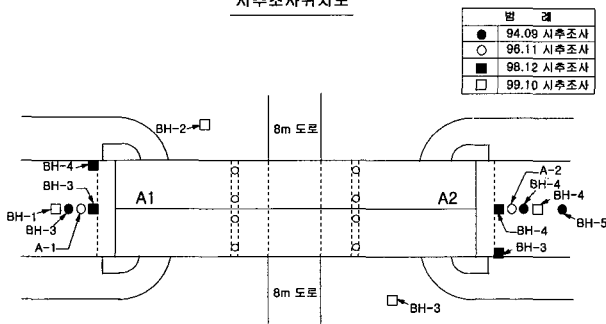 시추조사위치도
범 례
94.09 시추조사
96.11 시추조사
98.12 시추조사
99.10 시추조사
BH-2
8m 도로
BH-4
BH-3
A1
A2
A-2
BH-4
BH-4
BH-1
BH-5
BH-3
BH-4
A-1
BH-3
8m 도로
BH-3